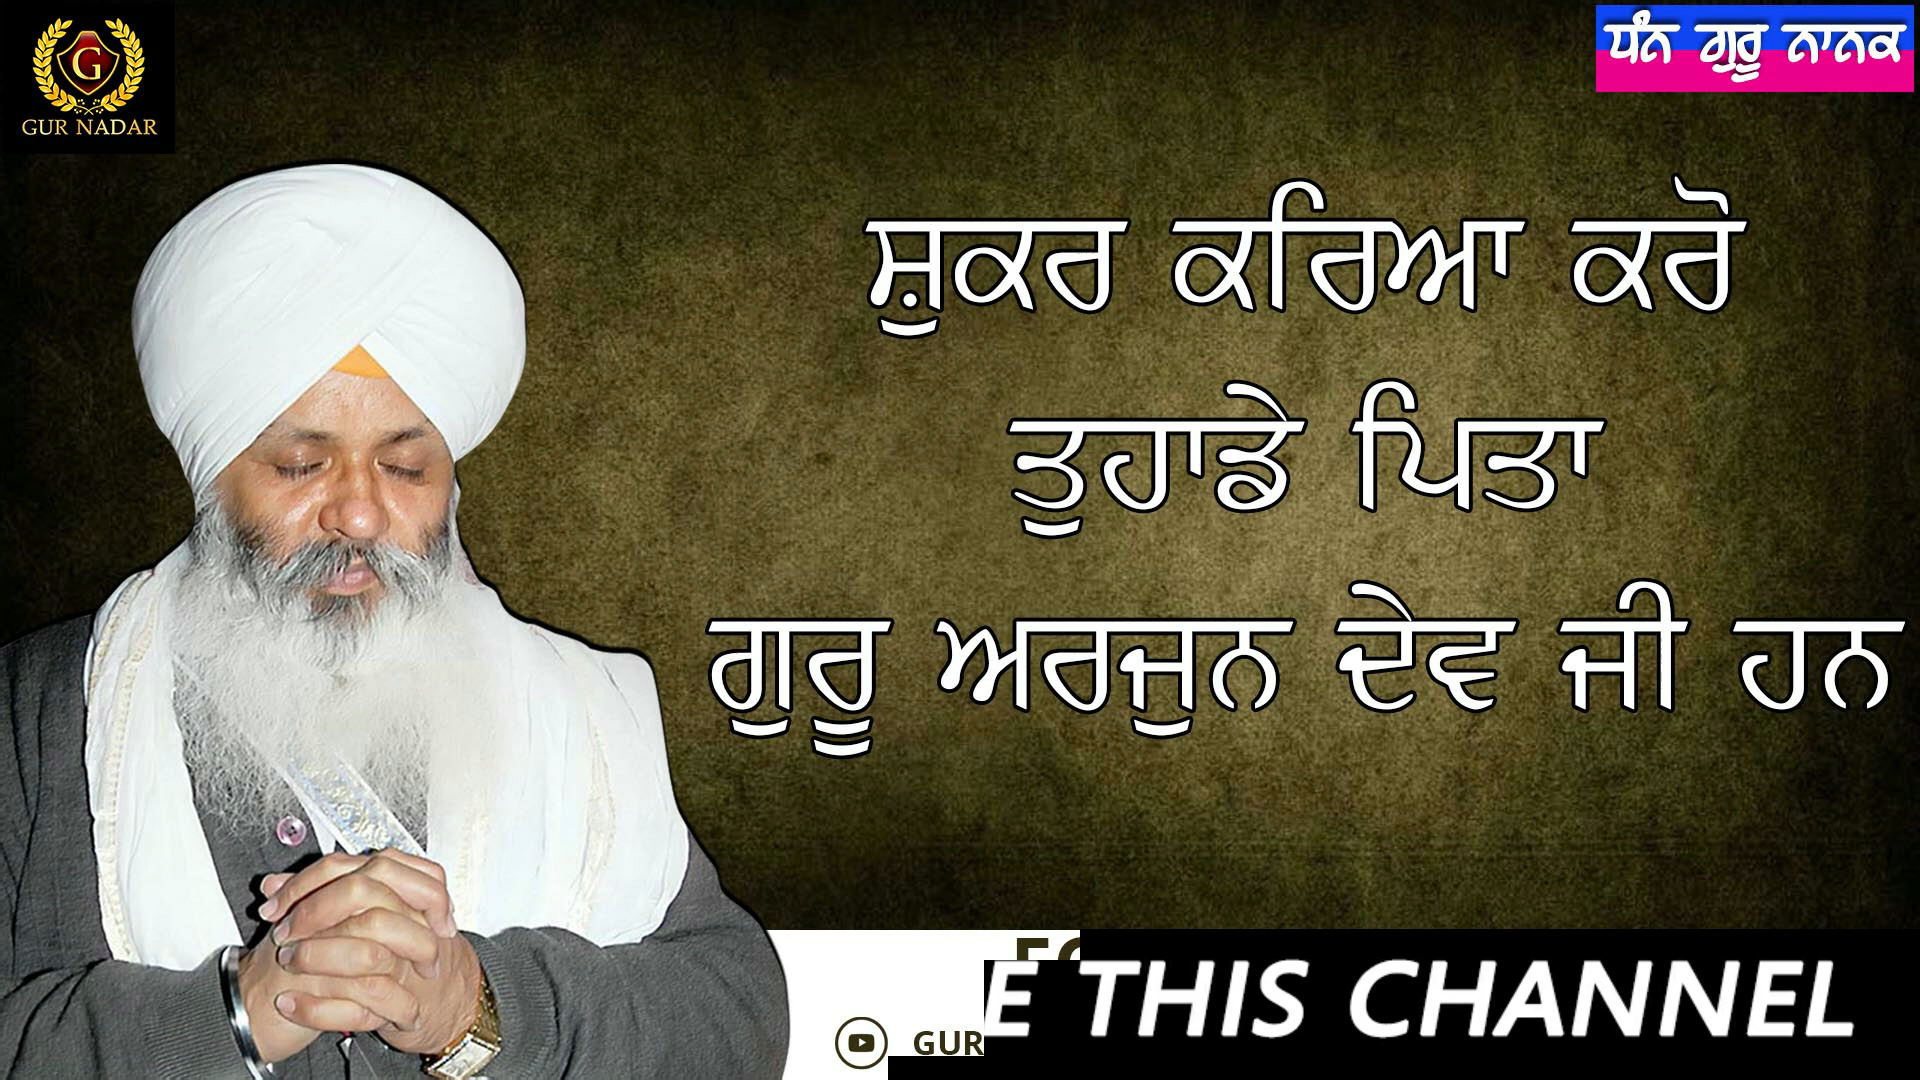 GUR NADAR
ਧੰਨ ਗੁਰੂ ਨਾਨਕ
ਸ਼ੁਕਰ ਕਰਿਆ ਕਰੋ
ਤੁਹਾਡੇ ਪਿਤਾ
ਗੁਰੂ ਅਰਜੁਨ ਦੇਵ ਜੀ ਹਨ
E THIS CHANNEL
GUR